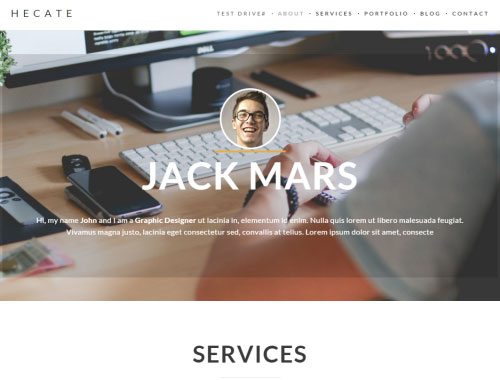 HECATE
TEST DRIVE# · ABOUT · SERVICES · PORTFOLIO · BLOG · CONTACT
DELL
JACK MARS
Hi, my name John and I am a Graphic Designer ut lacinia in, elementum id enim. Nulla quis lorem ut libero malesuada feugiat.
Vivamus magna justo, lacinia eget consectetur sed, convallis at tellus. Lorem ipsum dolor sit amet, consecte
SERVICES